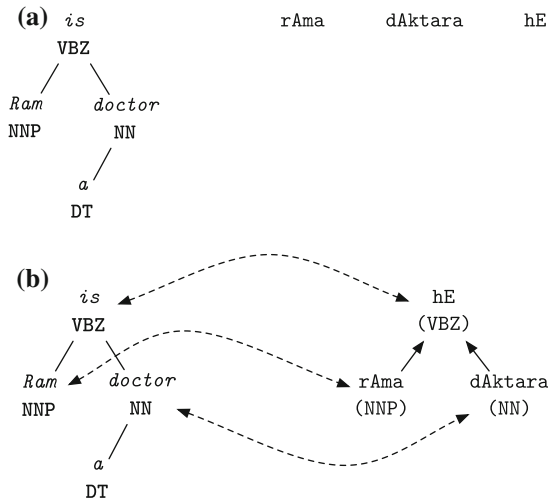 (a) is rAma dAktara hE
VBZ
Ram doctor
NNP NN
a
DT
(b)
is hE
VBZ (VBZ)
Ram doctor rAma dAktara
NNP NN (NNP) (NN)
a
DT